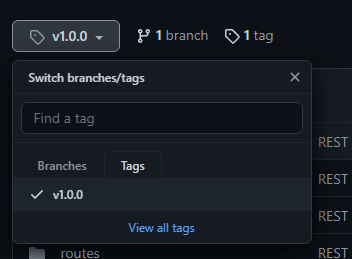 v1.0.0
1 branch
1 tag
Switch branches/tags
Find a tag
Branches
Tags
REST
v1.0.0
REST
REST
View all tags
routes
REST